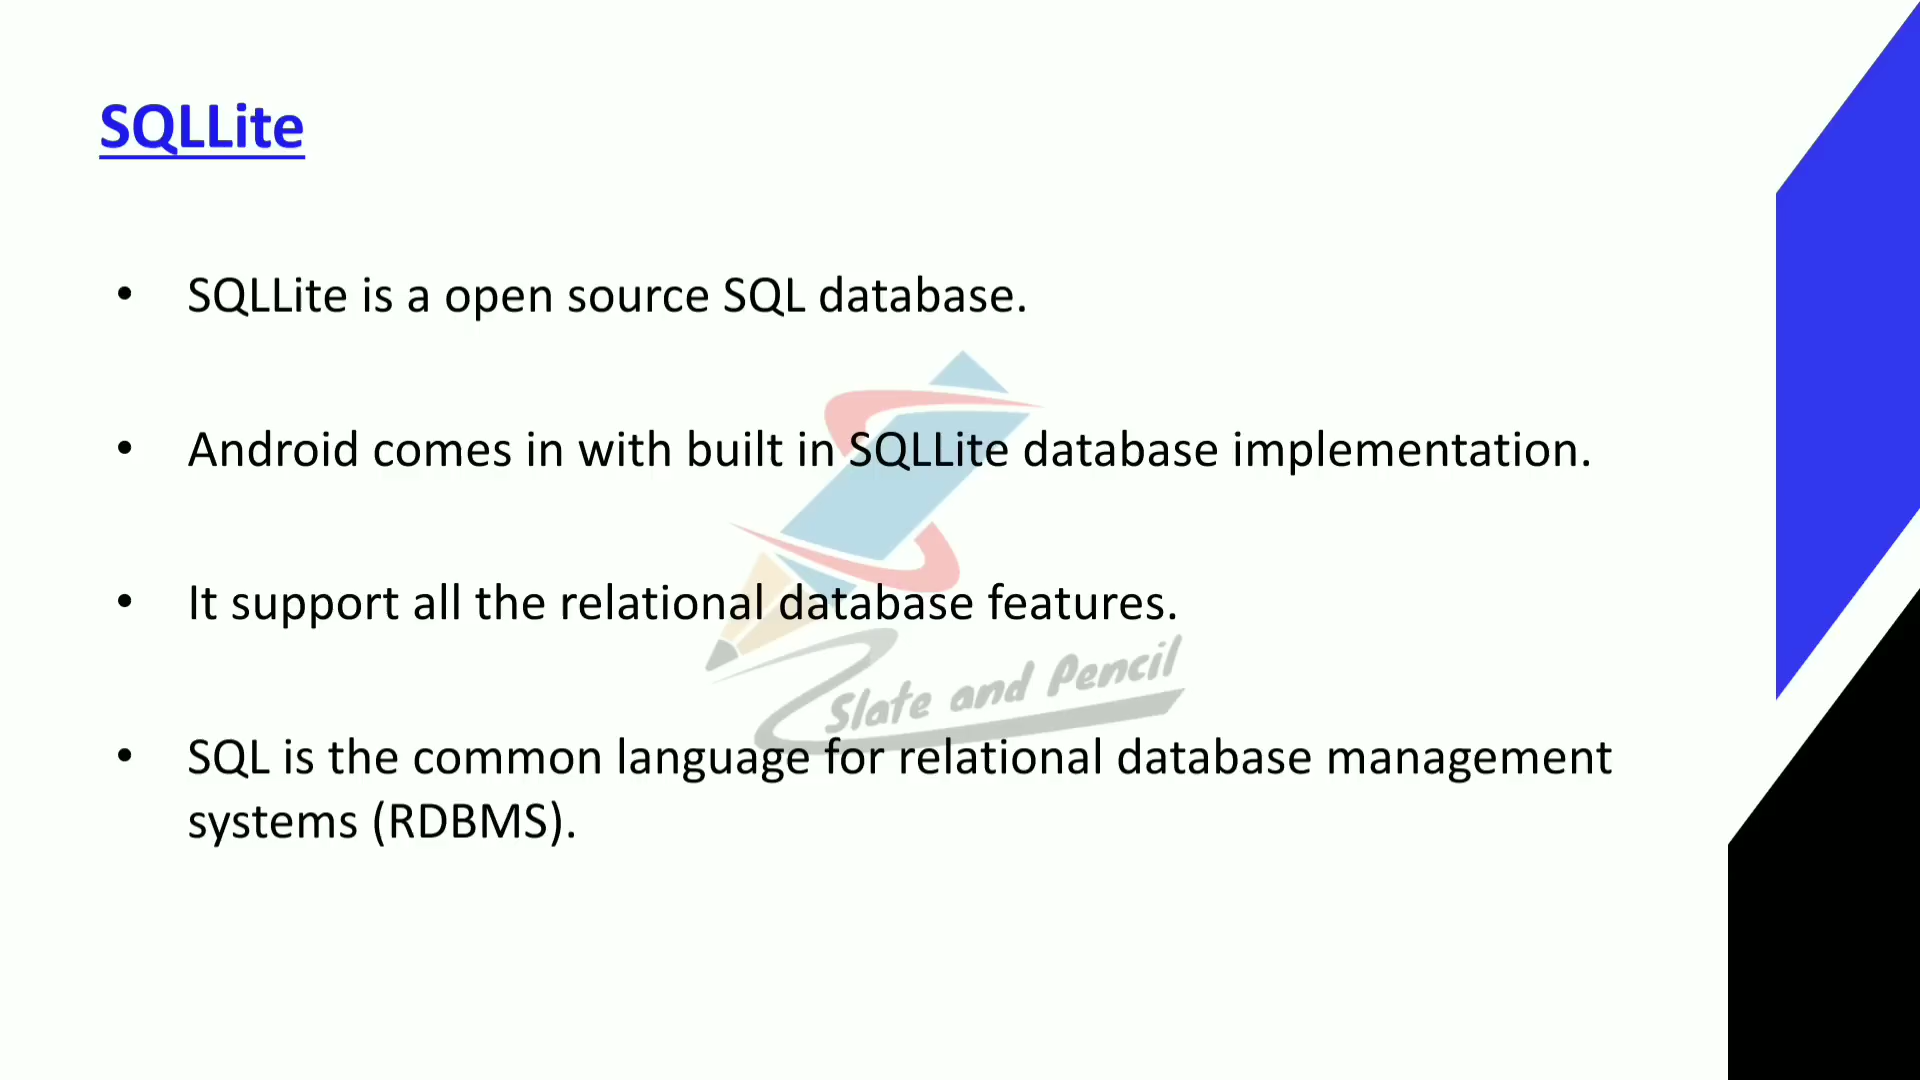 SQLLite
• SQLLite is a open source SQL database.
• Android comes in with built in SQLLite database implementation.
• It support all the relational database features.
Slate and Pencil
• SQL is the common language for relational database management
systems (RDBMS).